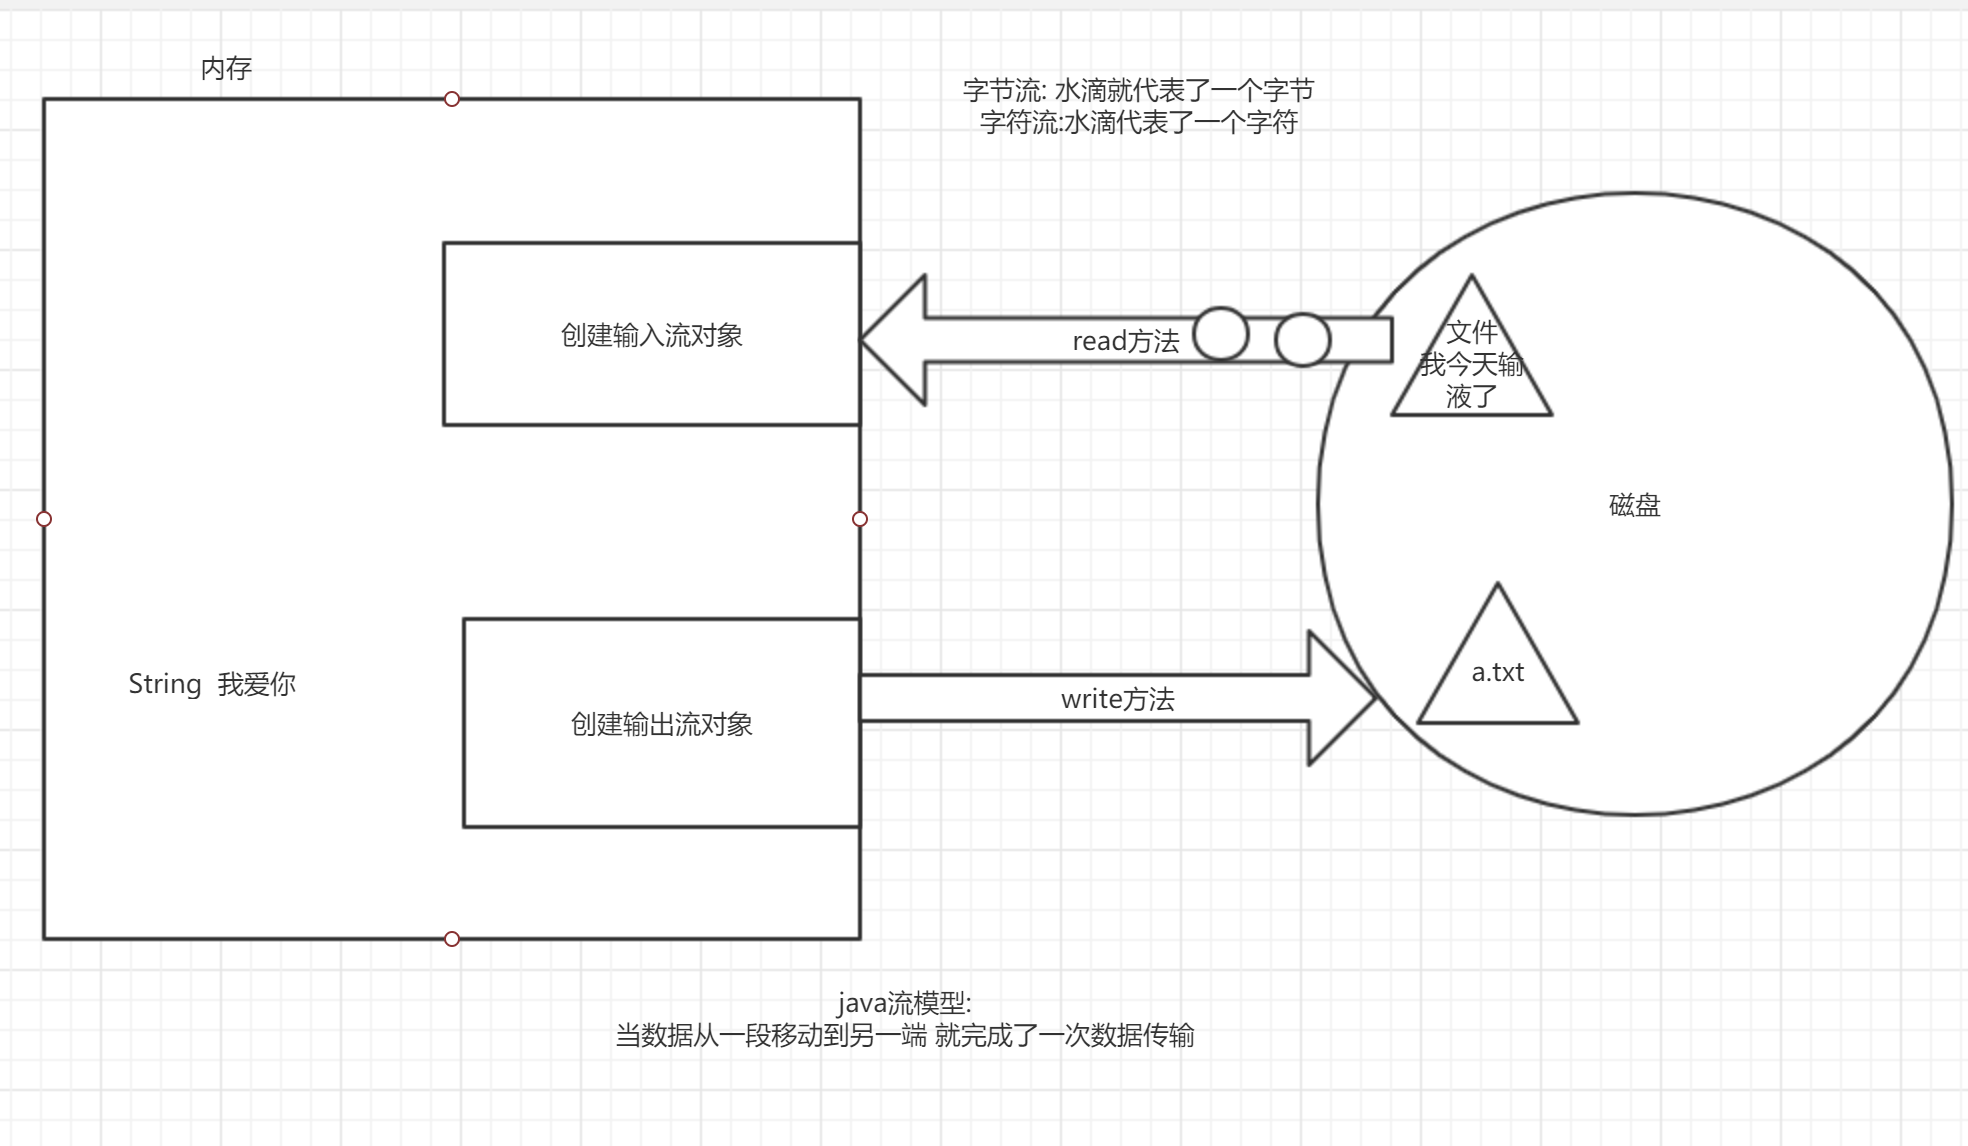 内存
字节流: 水滴就代表了一个字节
字符流:水滴代表了一个字符
创建输入流对象
read方法
文件
我今天输
液了
磁盘
String 我爱你
创建输出流对象
write方法
a.txt
java流模型:
当数据从一段移动到另一端 就完成了一次数据传输